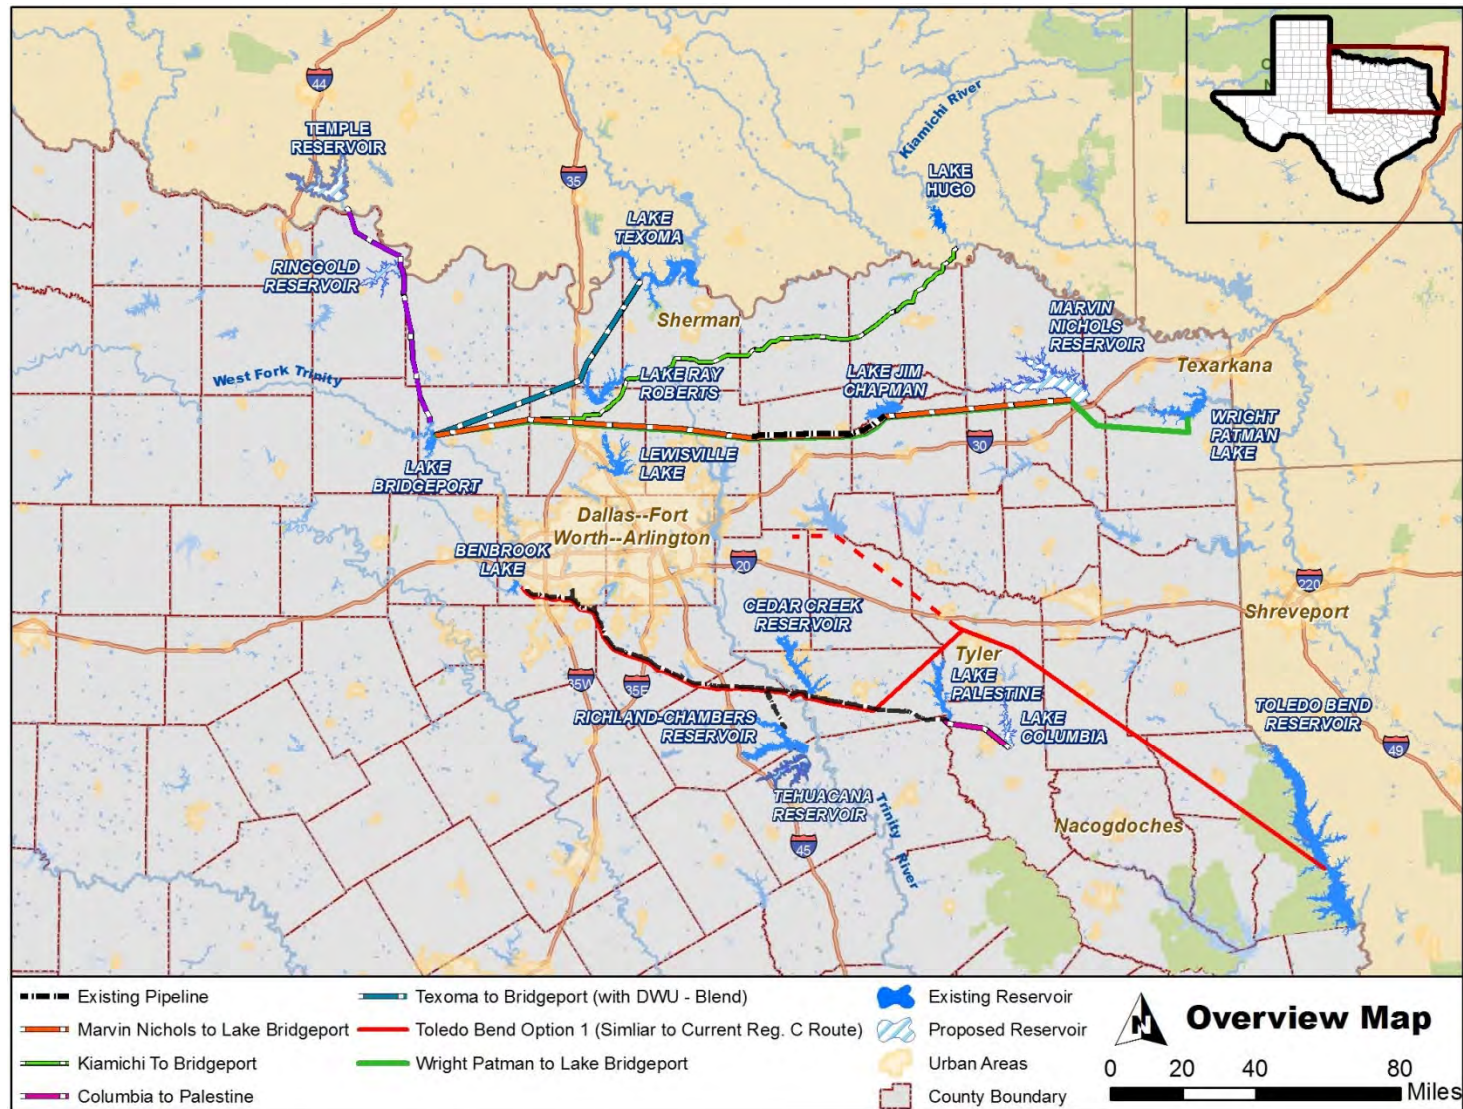 44
TEMPLE
RESERVOIR
35
Kiamichi River
LAKE
HUGO
LAKE
TEXOMA
RINGGOLD
RESERVOIR
Sherman
MARVIN
NICHOLS
RESERVOIR
Texarkana
West Fork Trinity
LAKE RAY
ROBERTS
LAKE JIM
CHAPMAN
WRIGHT
PATMAN
LAKE
30
LAKE
BRIDGEPORT
LEWISVILLE
LAKE
Dallas--Fort
Worth--Arlington
BENBROOK
LAKE
20
220
Shreveport
CEDAR CREEK
RESERVOIR
Tyler
LAKE
PALESTINE
35W
35E
TOLEDO BEND
RESERVOIR
RICHLAND-CHAMBERS
RESERVOIR
LAKE
COLUMBIA
49
TEHUACANA
RESERVOIR
Trinity River
Nacogdoches
45
Existing Pipeline
Marvin Nichols to Lake Bridgeport
Kiamichi To Bridgeport
Columbia to Palestine
Texoma to Bridgeport (with DWU - Blend)
Toledo Bend Option 1 (Simliar to Current Reg. C Route)
Wright Patman to Lake Bridgeport
Existing Reservoir
Proposed Reservoir
Urban Areas
County Boundary
N
Overview Map
0 20 40 80
Miles